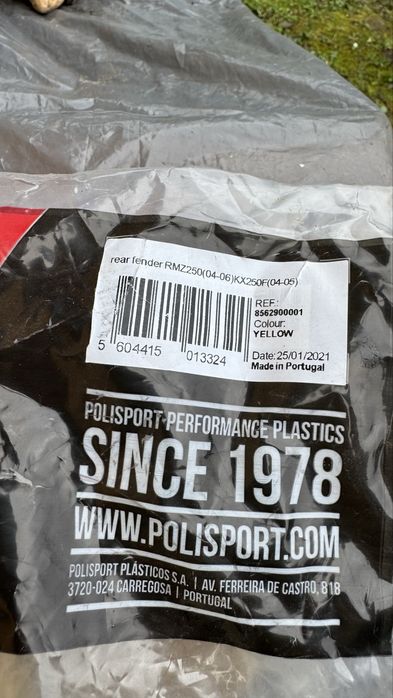 rear fender RMZ250(04-06)KX250F(04-05)
REF.:
8562900001
Colour:
YELLOW
5 604415 013324
Date: 25/01/2021
Made in Portugal
POLISPORT PERFORMANCE PLASTICS
SINCE 1978
WWW.POLISPORT.COM
POLISPORT PLÁSTICOS S.A. | AV. FERREIRA DE CASTRO, 818
3720-024 CARREGOSA | PORTUGAL